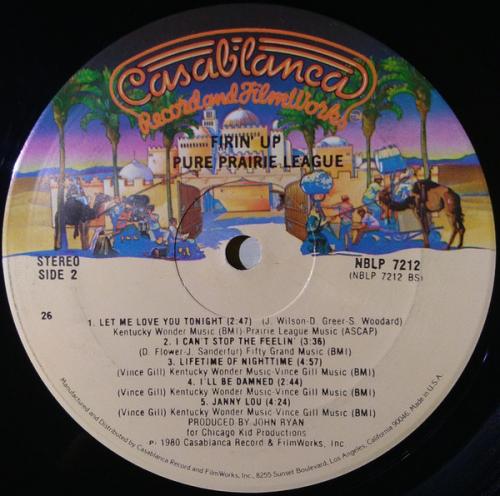 Casablanca
Record and FilmWorks
FIRIN' UP
PURE PRAIRIE LEAGUE
STEREO
SIDE 2
NBLP 7212
(NBLP 7212 BS)
26
1. LET ME LOVE YOU TONIGHT (2:47) (J. Wilson-D. Greer-S. Woodard)
Kentucky Wonder Music (BMI)-Prairie League Music (ASCAP)
2. I CAN'T STOP THE FEELIN' (3:36)
(D. Flower-J. Sanderfur) Fifty Grand Music (BMI)
3. LIFETIME OF NIGHTTIME (4:57)
(Vince Gill) Kentucky Wonder Music-Vince Gill Music (BMI)
4. I'LL BE DAMNED (2:44)
(Vince Gill) Kentucky Wonder Music-Vince Gill Music (BMI)
5. JANNY LOU (4:24)
(Vince Gill) Kentucky Wonder Music-Vince Gill Music (BMI)
PRODUCED BY JOHN RYAN
for Chicago Kid Productions
℗ 1980 Casablanca Record & FilmWorks, Inc.
Manufactured and Distributed by Casablanca Record and FilmWorks, Inc., 8255 Sunset Boulevard, Los Angeles, California 90046, Made in U.S.A.